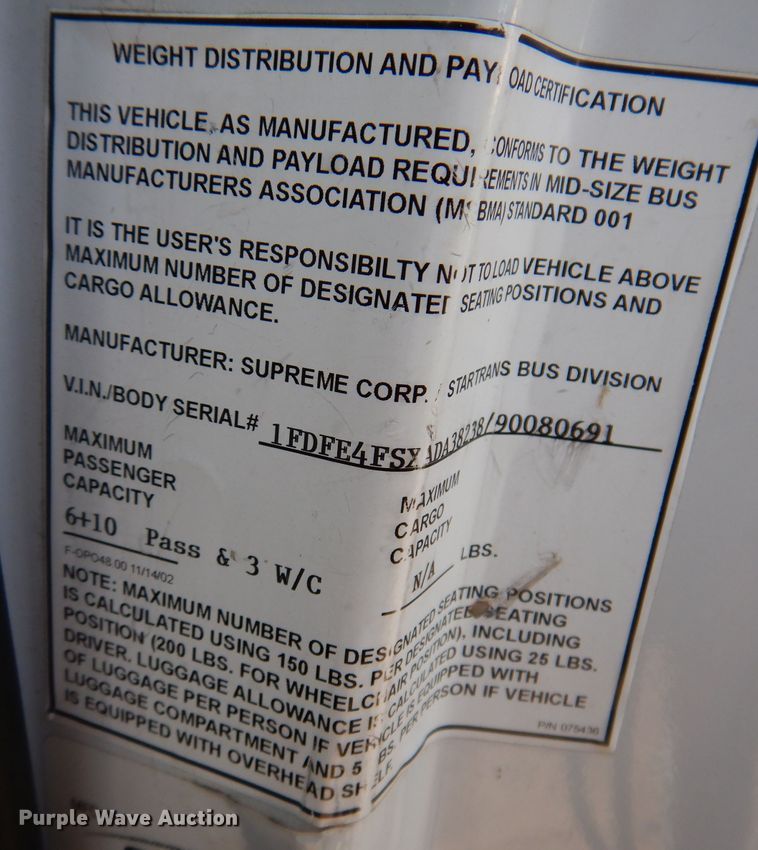 WEIGHT DISTRIBUTION AND PAYLOAD CERTIFICATION
THIS VEHICLE, AS MANUFACTURED, CONFORMS TO THE WEIGHT
DISTRIBUTION AND PAYLOAD REQUIREMENTS IN MID-SIZE BUS
MANUFACTURERS ASSOCIATION (MSBMA) STANDARD 001
IT IS THE USER'S RESPONSIBILTY NOT TO LOAD VEHICLE ABOVE
MAXIMUM NUMBER OF DESIGNATED SEATING POSITIONS AND
CARGO ALLOWANCE.
MANUFACTURER: SUPREME CORP. / STARTRANS BUS DIVISION
V.I.N./BODY SERIAL# 1FDFE4FSXADA38238/90080691
MAXIMUM
PASSENGER
CAPACITY
6+10 Pass & 3 W/C
MAXIMUM
CARGO
CAPACITY
N/A LBS.
F-OPO48.00 11/14/02
NOTE: MAXIMUM NUMBER OF DESIGNATED SEATING POSITIONS
IS CALCULATED USING 150 LBS. PER DESIGNATED SEATING
POSITION (200 LBS. FOR WHEELCHAIR POSITION), INCLUDING
DRIVER. LUGGAGE ALLOWANCE IS CALCULATED USING 25 LBS.
OF LUGGAGE PER PERSON IF VEHICLE IS EQUIPPED WITH
LUGGAGE COMPARTMENT AND 5 LBS. PER PERSON IF VEHICLE
IS EQUIPPED WITH OVERHEAD SHELF.
P/N 075436
Purple Wave Auction